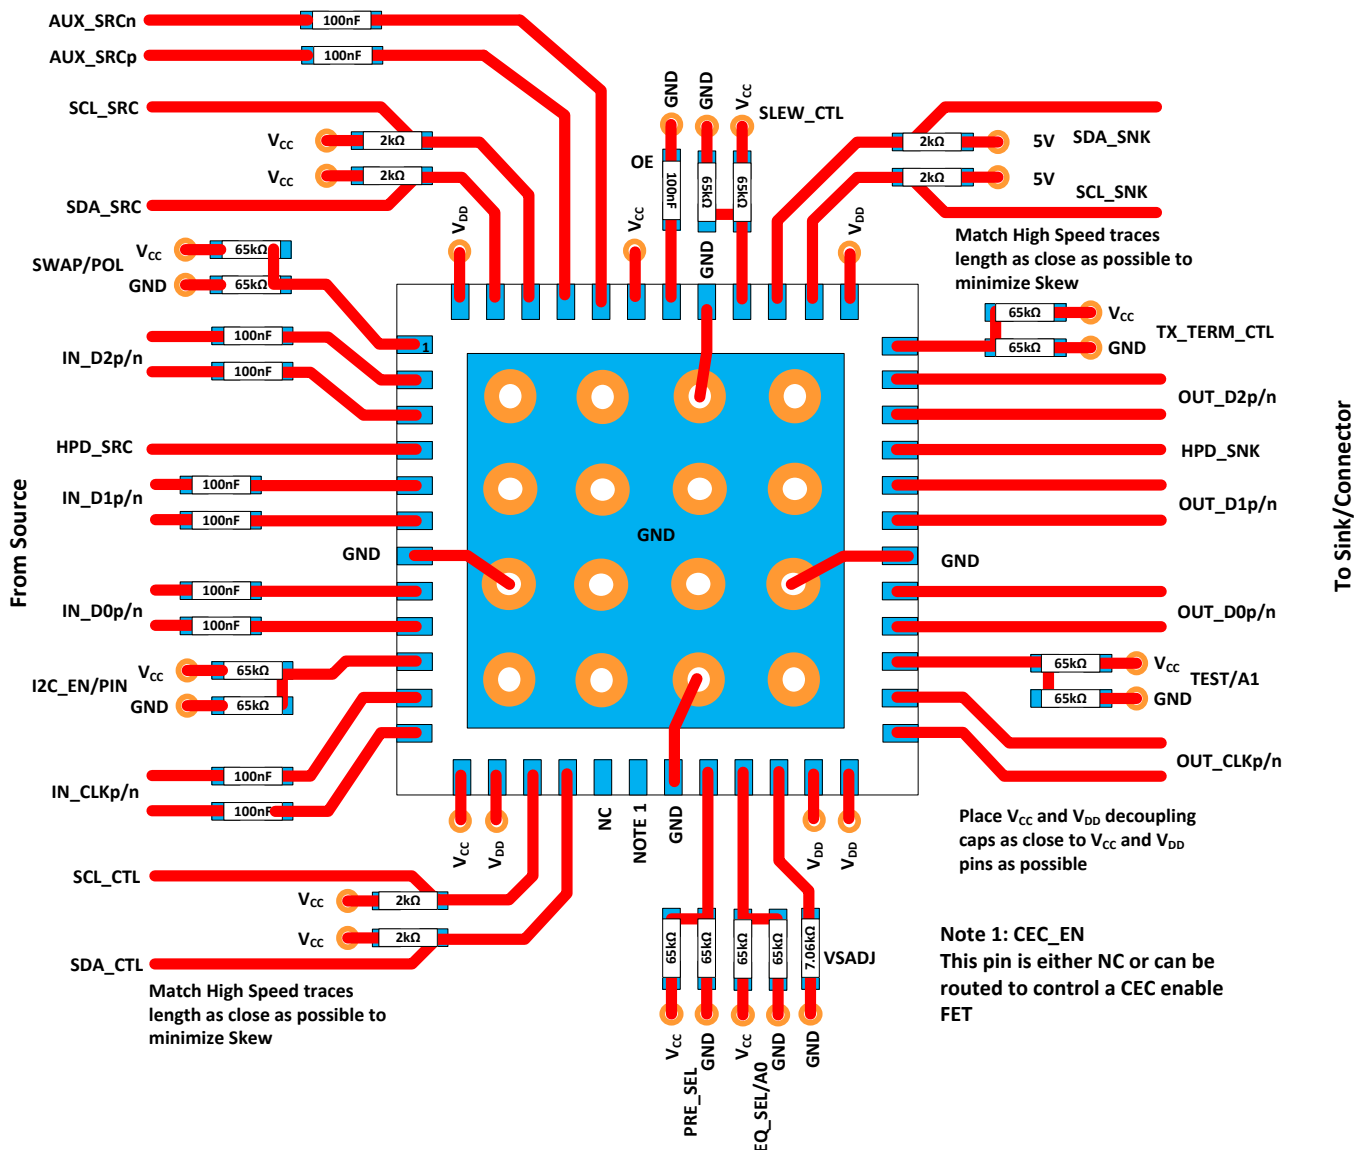 AUX_SRCn
100nF
AUX_SRCp
100nF
SCL_SRC
VCC
2kΩ
VCC
2kΩ
SDA_SRC
VDD
VCC
GND
GND
VCC
SLEW_CTL
OE
100nF
65kΩ
65kΩ
GND
VDD
2kΩ
5V
SDA_SNK
2kΩ
5V
SCL_SNK
Match High Speed traces
length as close as possible to
minimize Skew
VCC
65kΩ
SWAP/POL
GND
65kΩ
1
65kΩ
VCC
TX_TERM_CTL
65kΩ
GND
100nF
IN_D2p/n
100nF
OUT_D2p/n
HPD_SRC
HPD_SNK
IN_D1p/n
100nF
100nF
OUT_D1p/n
GND
GND
GND
From Source
To Sink/Connector
100nF
IN_D0p/n
100nF
OUT_D0p/n
VCC
65kΩ
I2C_EN/PIN
GND
65kΩ
65kΩ
VCC
TEST/A1
65kΩ
GND
100nF
IN_CLKp/n
100nF
OUT_CLKp/n
VCC
VDD
NC
NOTE 1
GND
VDD
VDD
Place VCC and VDD decoupling
caps as close to VCC and VDD
pins as possible
SCL_CTL
VCC
2kΩ
VCC
2kΩ
SDA_CTL
Match High Speed traces
length as close as possible to
minimize Skew
65kΩ
65kΩ
65kΩ
65kΩ
7.06kΩ
VSADJ
VCC
GND
VCC
GND
GND
PRE_SEL
EQ_SEL/A0
Note 1: CEC_EN
This pin is either NC or can be
routed to control a CEC enable
FET